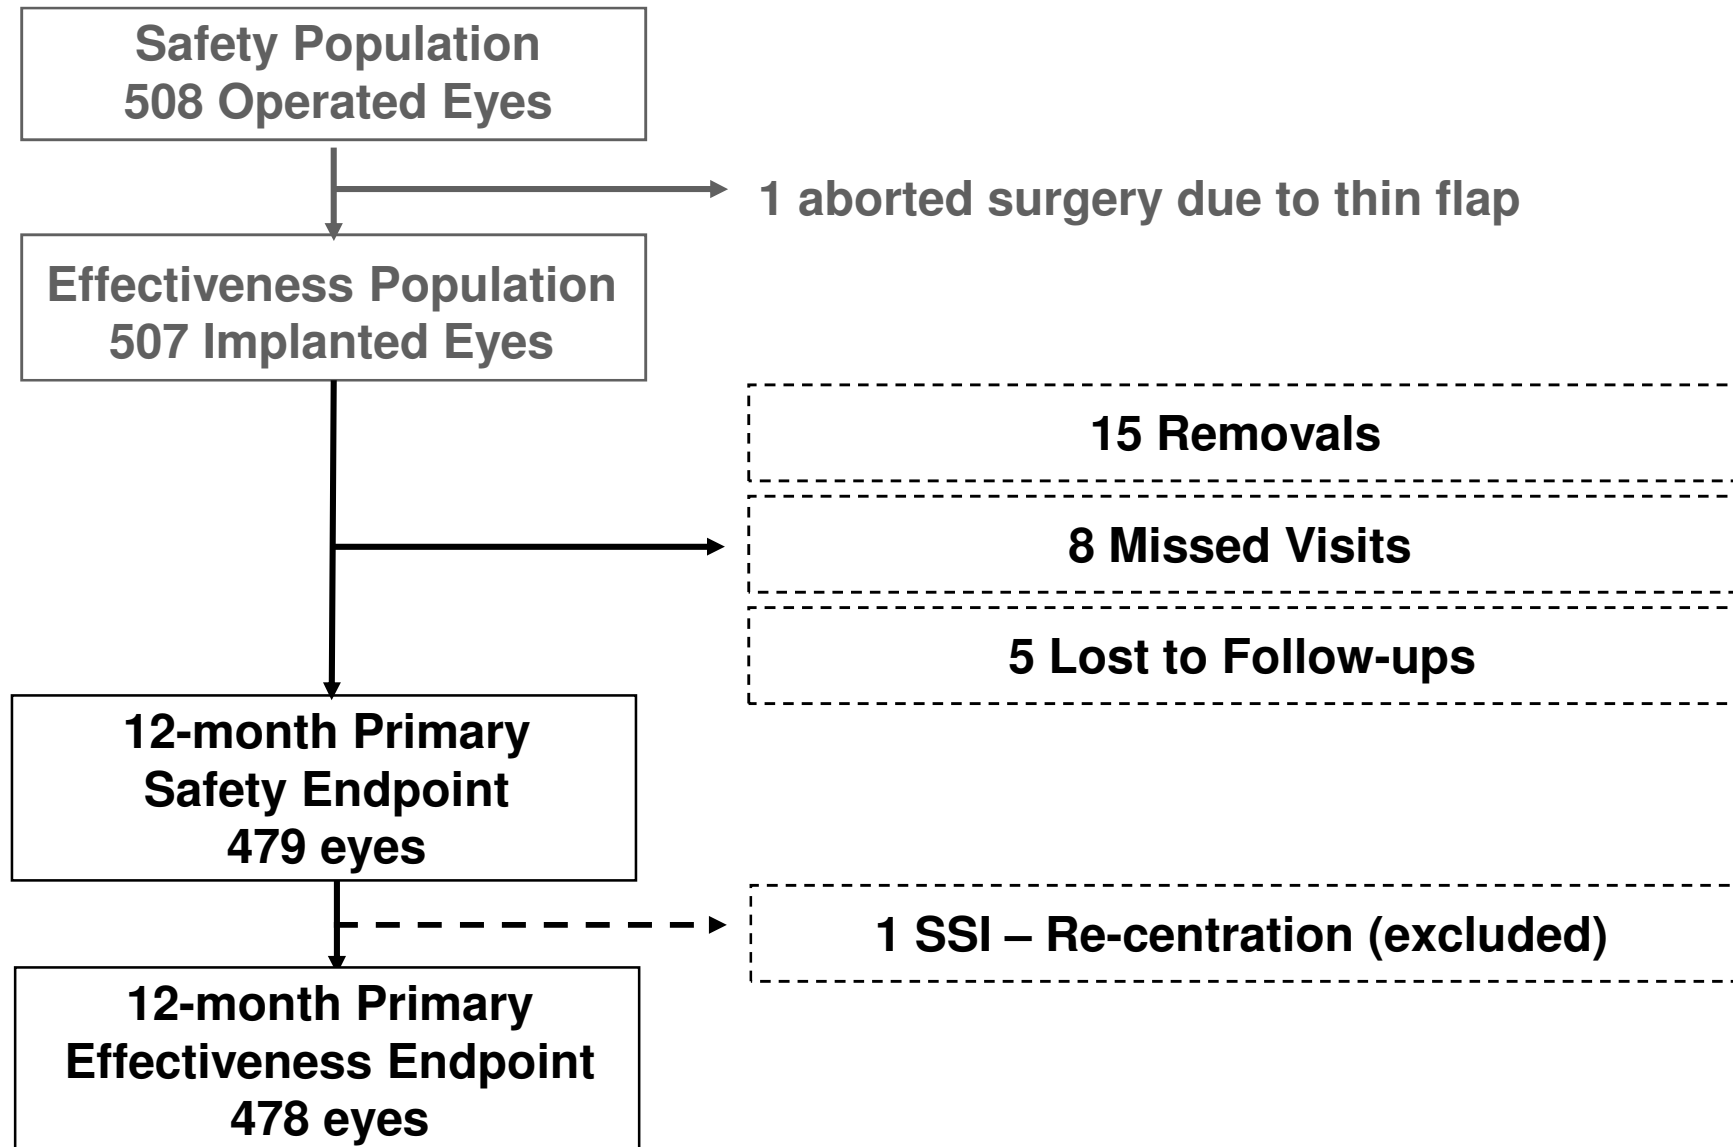 Safety Population
508 Operated Eyes
1 aborted surgery due to thin flap
Effectiveness Population
507 Implanted Eyes
15 Removals
8 Missed Visits
5 Lost to Follow-ups
12-month Primary
Safety Endpoint
479 eyes
1 SSI – Re-centration (excluded)
12-month Primary
Effectiveness Endpoint
478 eyes